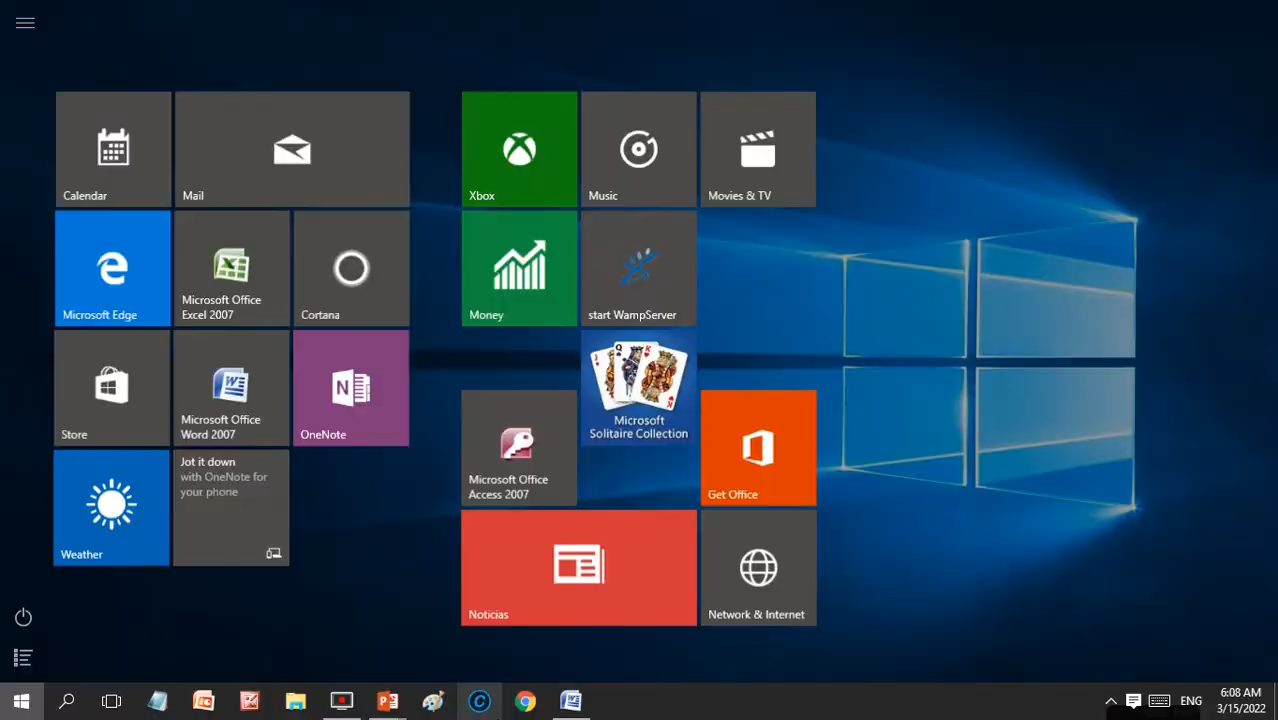 Calendar
Mail
Xbox
Music
Movies & TV
Microsoft Edge
Microsoft Office
Excel 2007
Cortana
Money
start WampServer
Store
Microsoft Office
Word 2007
OneNote
Microsoft
Solitaire Collection
Microsoft Office
Access 2007
Get Office
Weather
Jot it down
with OneNote for
your phone
Noticias
Network & Internet
ENG
6:08 AM
3/15/2022